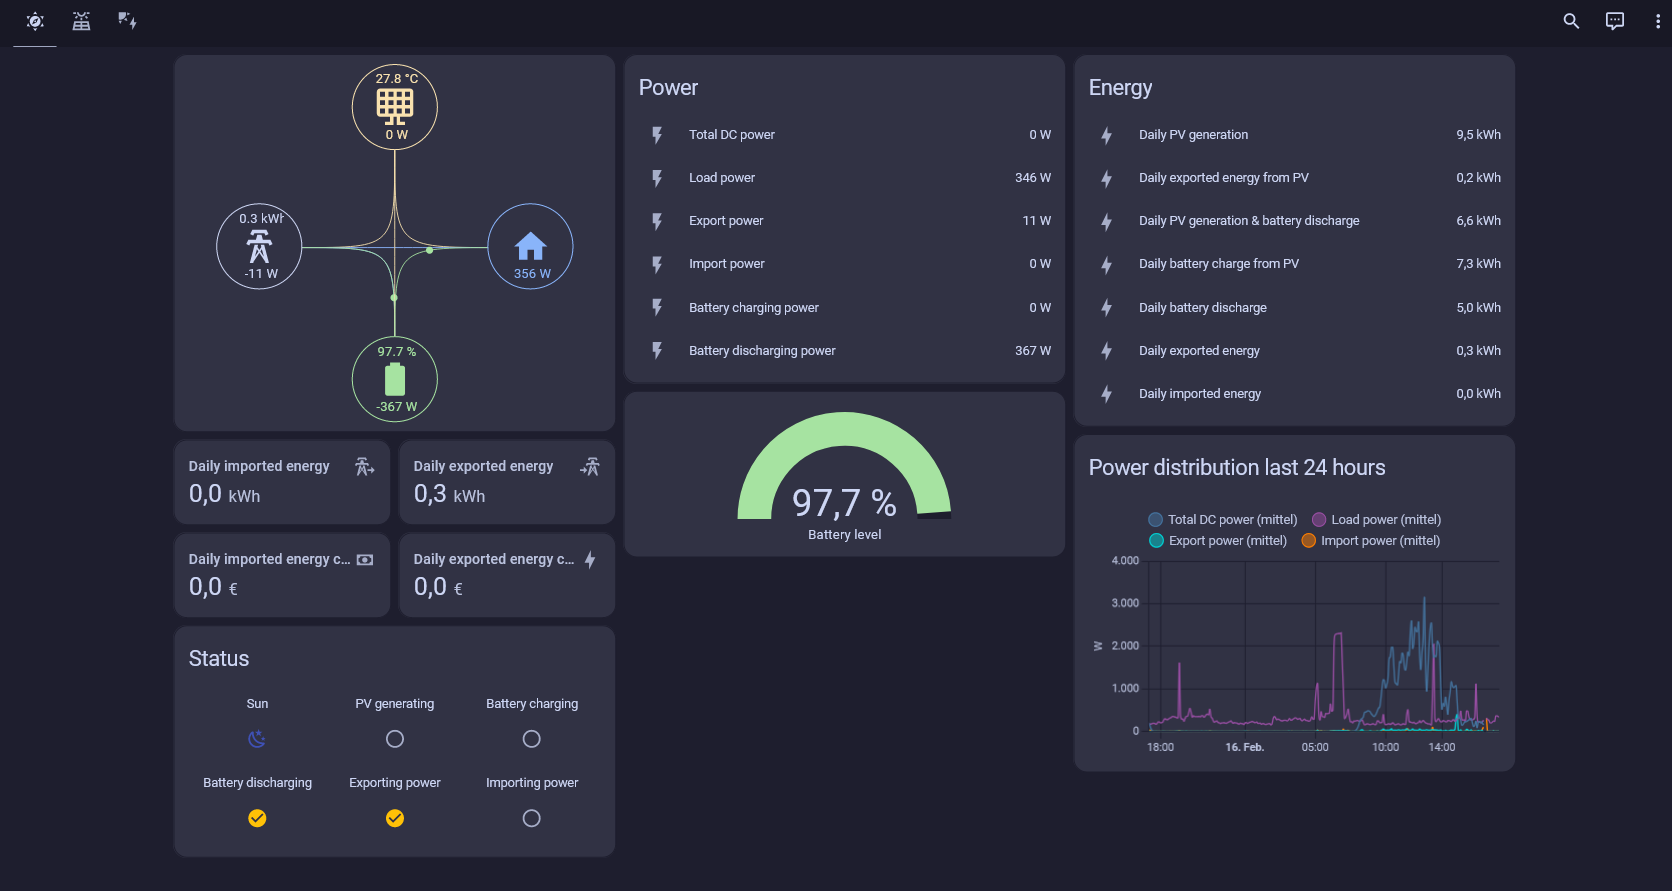 27.8 °C
0 W
0.3 kWh
-11 W
356 W
97.7 %
-367 W
Daily imported energy
0,0 kWh
Daily exported energy
0,3 kWh
Daily imported energy c...
0,0 €
Daily exported energy c...
0,0 €
Status
Sun PV generating Battery charging
Battery discharging Exporting power Importing power
Power
Total DC power 0 W
Load power 346 W
Export power 11 W
Import power 0 W
Battery charging power 0 W
Battery discharging power 367 W
97,7 %
Battery level
Energy
Daily PV generation 9,5 kWh
Daily exported energy from PV 0,2 kWh
Daily PV generation & battery discharge 6,6 kWh
Daily battery charge from PV 7,3 kWh
Daily battery discharge 5,0 kWh
Daily exported energy 0,3 kWh
Daily imported energy 0,0 kWh
Power distribution last 24 hours
Total DC power (mittel) Load power (mittel)
Export power (mittel) Import power (mittel)
4.000
3.000
2.000
1.000
0
W
18:00 16. Feb. 05:00 10:00 14:00